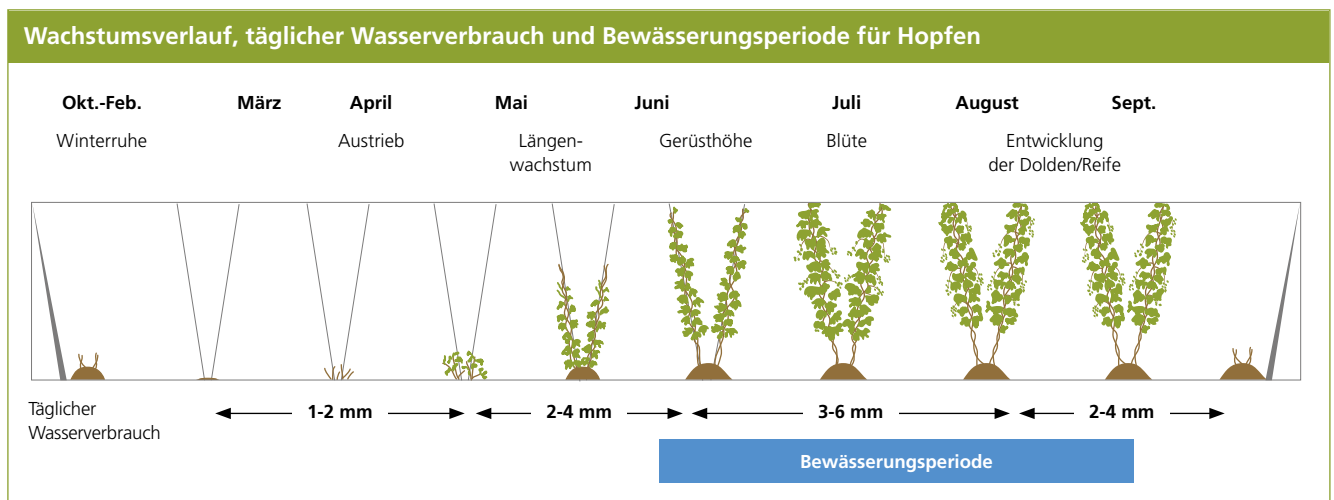 Wachstumsverlauf, täglicher Wasserverbrauch und Bewässerungsperiode für Hopfen
Okt.-Feb. März April Mai Juni Juli August Sept.
Winterruhe Austrieb Längen- Gerüsthöhe Blüte Entwicklung
wachstum der Dolden/Reife
Täglicher
Wasserverbrauch
1-2 mm 2-4 mm 3-6 mm 2-4 mm
Bewässerungsperiode